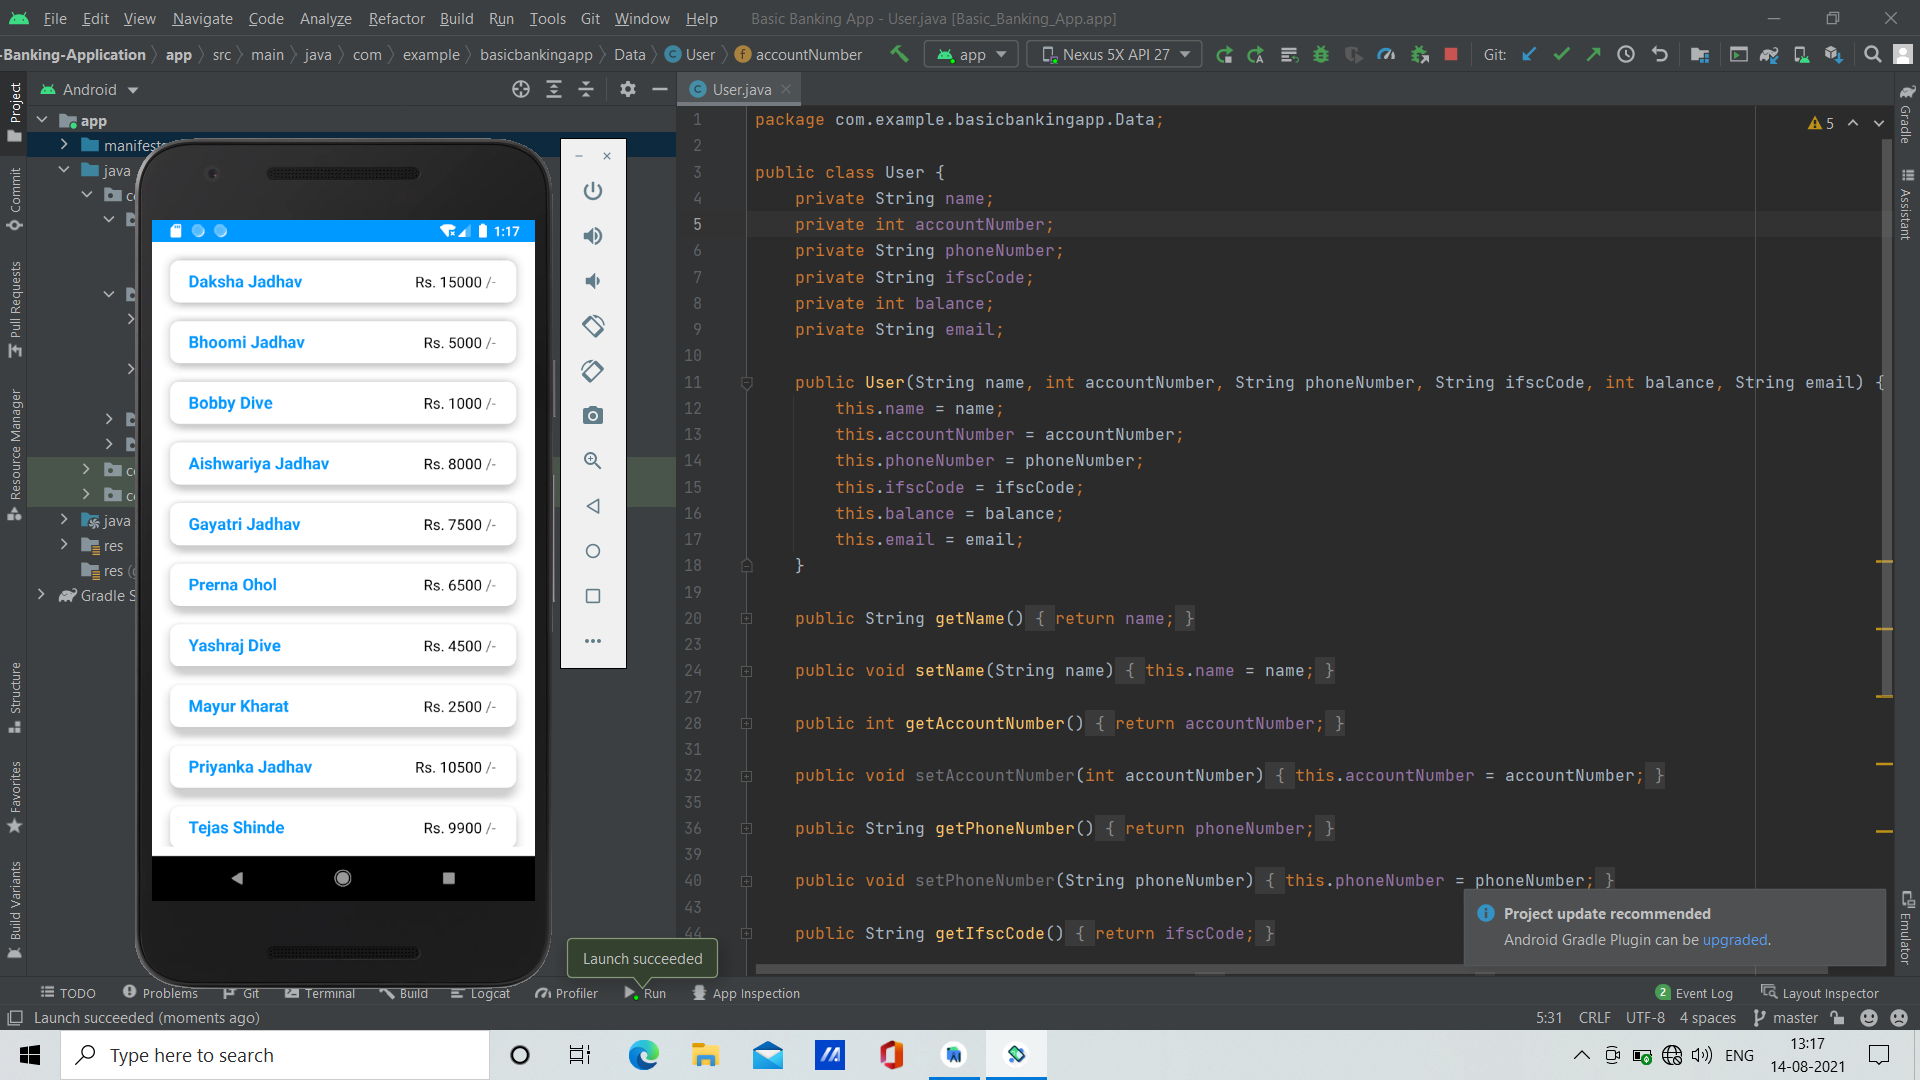 File Edit View Navigate Code Analyze Refactor Build Run Tools Git Window Help Basic Banking App - User.java [Basic_Banking_App.app]
-Banking-Application app src main java com example basicbankingapp Data User accountNumber app Nexus 5X API 27 Git:
Android
User.java
app
manifests
java
java
res
res
Gradle S
Project
Commit
Pull Requests
Resource Manager
Structure
Favorites
Build Variants
Gradle
Assistant
Emulator
1:17
Daksha Jadhav Rs. 15000 /-
Bhoomi Jadhav Rs. 5000 /-
Bobby Dive Rs. 1000 /-
Aishwariya Jadhav Rs. 8000 /-
Gayatri Jadhav Rs. 7500 /-
Prerna Ohol Rs. 6500 /-
Yashraj Dive Rs. 4500 /-
Mayur Kharat Rs. 2500 /-
Priyanka Jadhav Rs. 10500 /-
Tejas Shinde Rs. 9900 /-
5
1 package com.example.basicbankingapp.Data;
2
3 public class User {
4 private String name;
5 private int accountNumber;
6 private String phoneNumber;
7 private String ifscCode;
8 private int balance;
9 private String email;
10
11 public User(String name, int accountNumber, String phoneNumber, String ifscCode, int balance, String email) {
12 this.name = name;
13 this.accountNumber = accountNumber;
14 this.phoneNumber = phoneNumber;
15 this.ifscCode = ifscCode;
16 this.balance = balance;
17 this.email = email;
18 }
19
20 public String getName() { return name; }
23
24 public void setName(String name) { this.name = name; }
27
28 public int getAccountNumber() { return accountNumber; }
31
32 public void setAccountNumber(int accountNumber) { this.accountNumber = accountNumber; }
35
36 public String getPhoneNumber() { return phoneNumber; }
39
40 public void setPhoneNumber(String phoneNumber) { this.phoneNumber = phoneNumber; }
43
44 public String getIfscCode() { return ifscCode; }
Project update recommended
Android Gradle Plugin can be upgraded.
Launch succeeded
TODO Problems Git Terminal Build Logcat Profiler Run App Inspection 2 Event Log Layout Inspector
Launch succeeded (moments ago) 5:31 CRLF UTF-8 4 spaces master
Type here to search ENG 13:17
14-08-2021